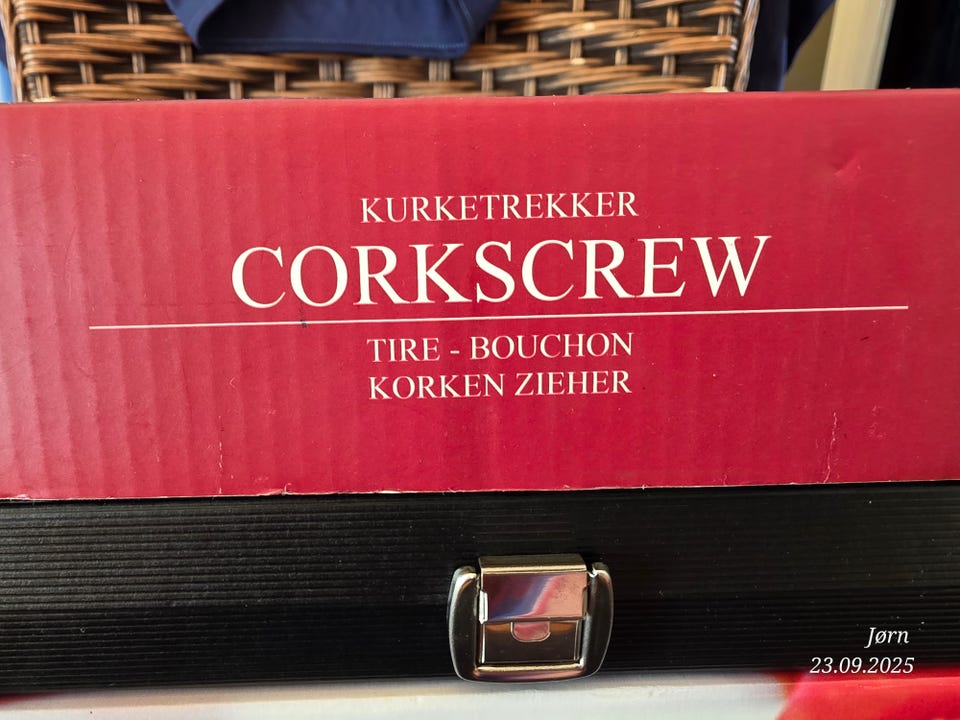 KURKETREKKER
CORKSCREW
TIRE - BOUCHON
KORKEN ZIEHER
Jørn
23.09.2025